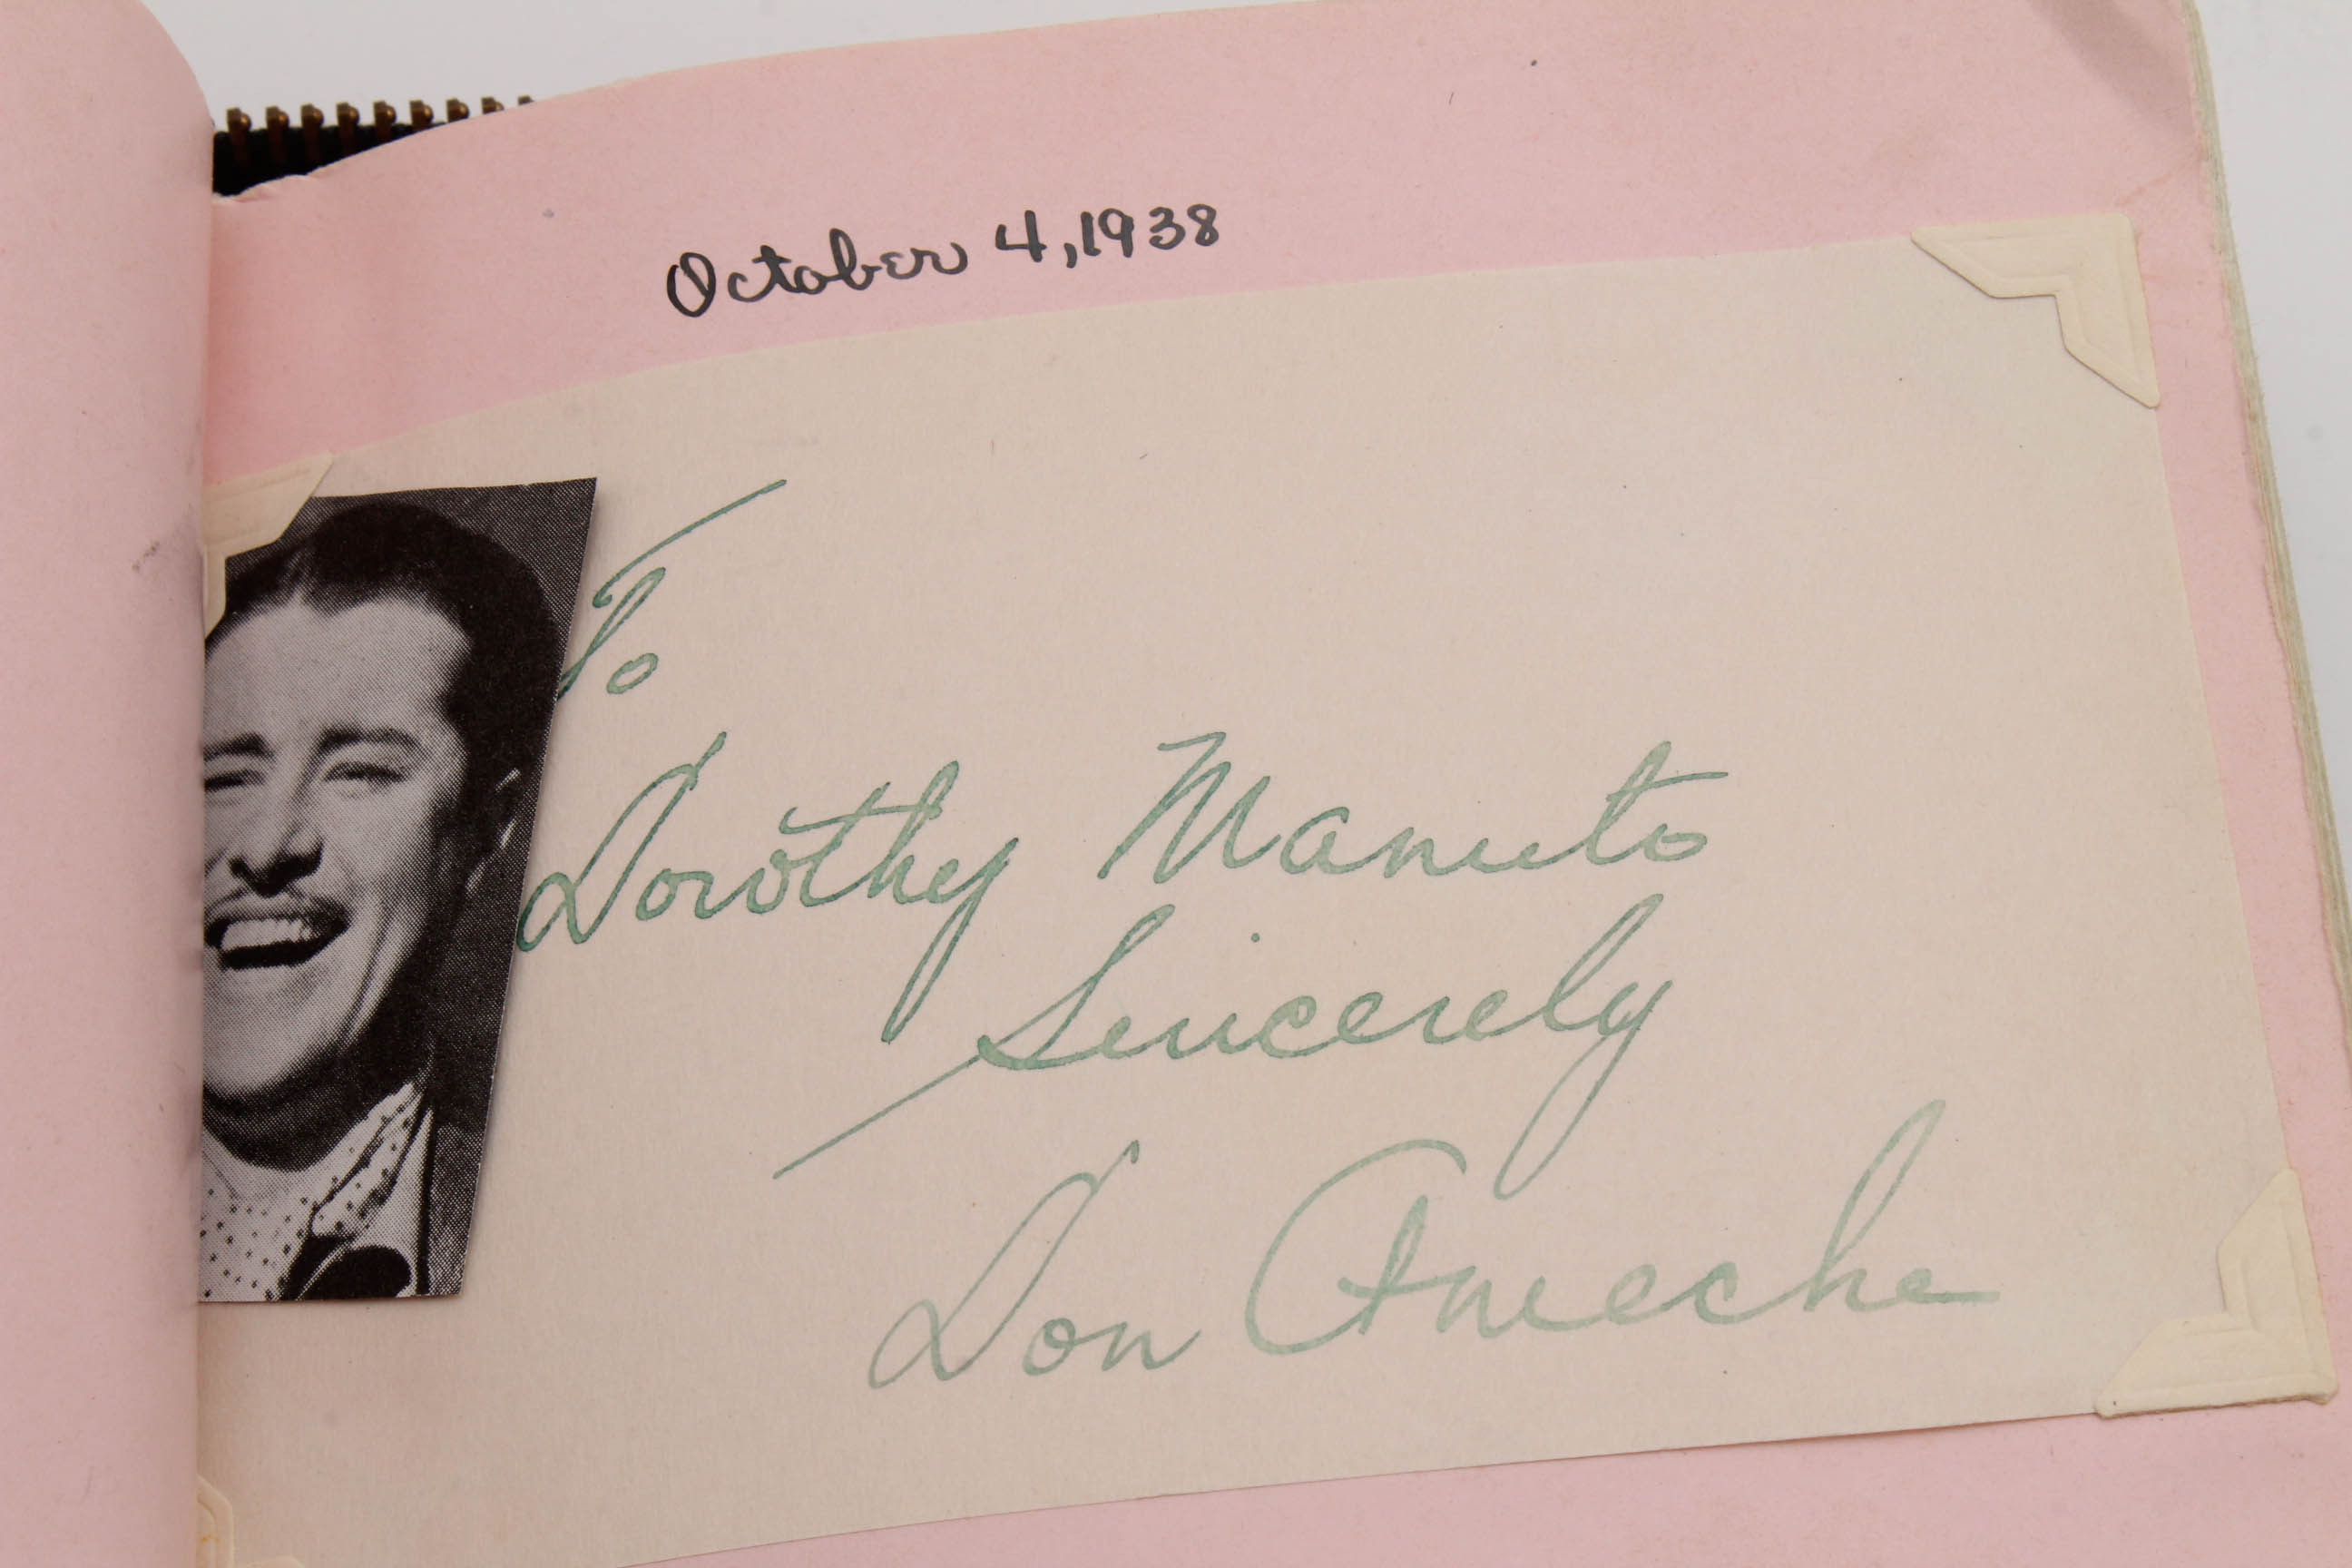 October 4, 1938
To
Dorothy Manuto
Sincerely
Don Ameche